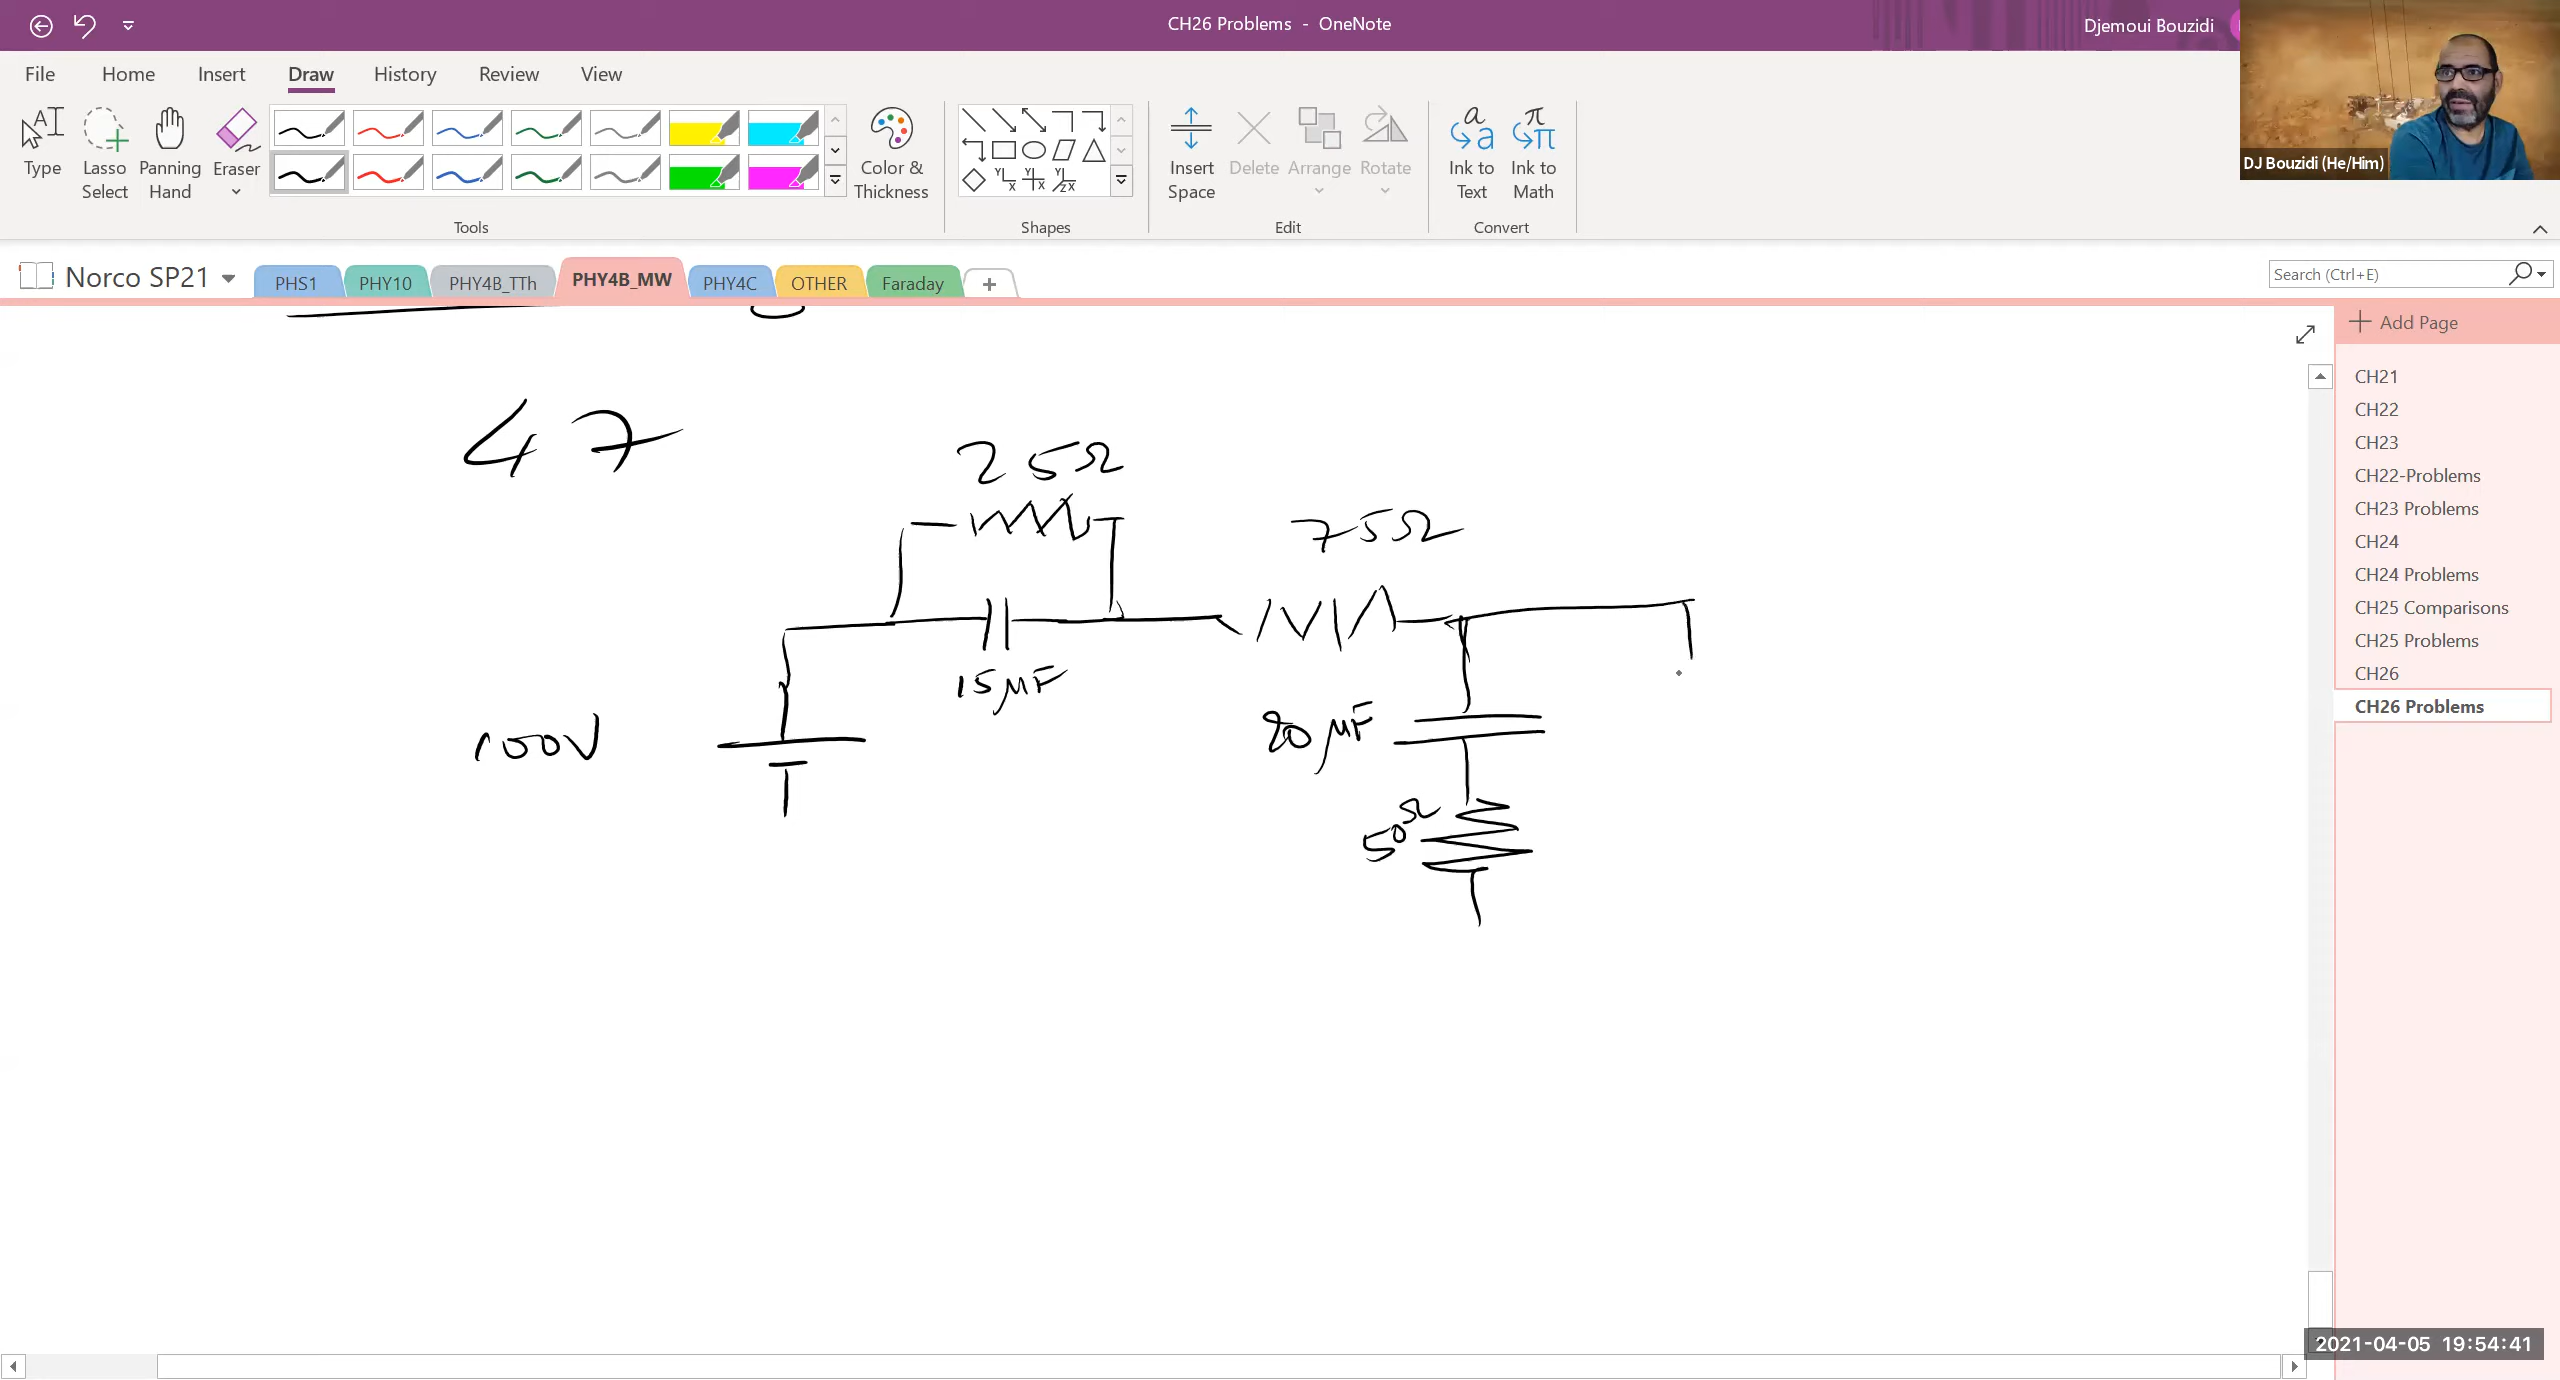 CH26 Problems - OneNote
Djemoui Bouzidi
File Home Insert Draw History Review View
Type
Lasso Select
Panning Hand
Eraser
Color & Thickness
Insert Space
Delete
Arrange
Rotate
Ink to Text
Ink to Math
Tools
Shapes
Edit
Convert
DJ Bouzidi (He/Him)
Norco SP21
PHS1 PHY10 PHY4B_TTh PHY4B_MW PHY4C OTHER Faraday
Search (Ctrl+E)
Add Page
CH21
CH22
CH23
CH22-Problems
CH23 Problems
CH24
CH24 Problems
CH25 Comparisons
CH25 Problems
CH26
CH26 Problems
47
25Ω
75Ω
15μF
100V
20μF
50Ω
2021-04-05 19:54:41